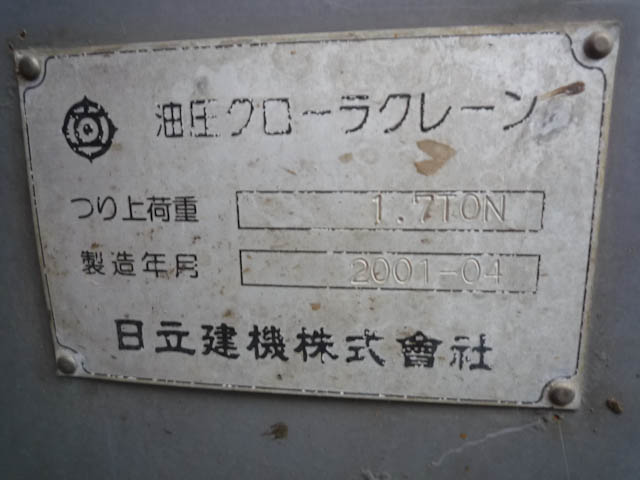 油圧クローラクレーン
つり上荷重 1.7TON
製造年月 2001-04
日立建機株式會社